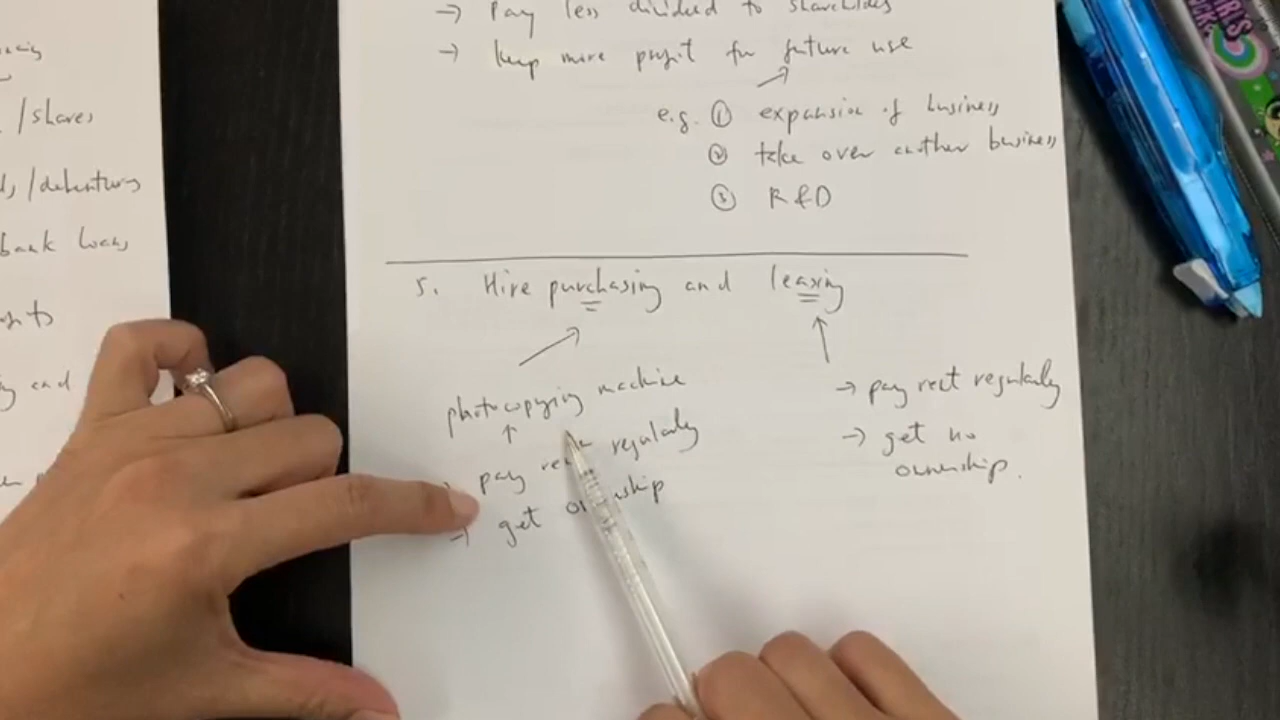 /shares
/debentures
bank loans
and
→ Pay less dividend to shareholders
→ keep more profit for future use
e.g. ① expansion of business
② take over another business
③ R&D
5. Hire purchasing and leasing
photocopying machine
pay regularly
→ get
→ pay rent regularly
→ get no
ownership.